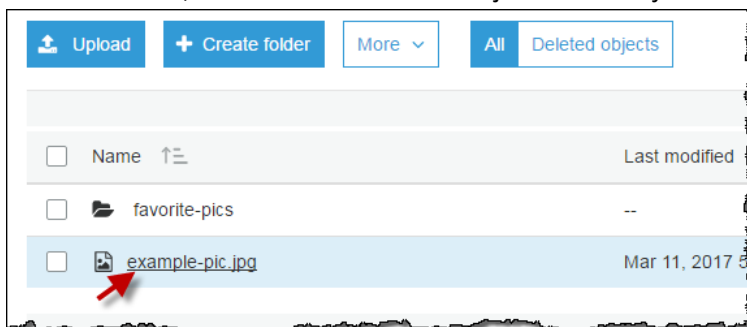 Upload Create folder More All Deleted objects
Name Last modified
favorite-pics --
example-pic.jpg Mar 11, 2017